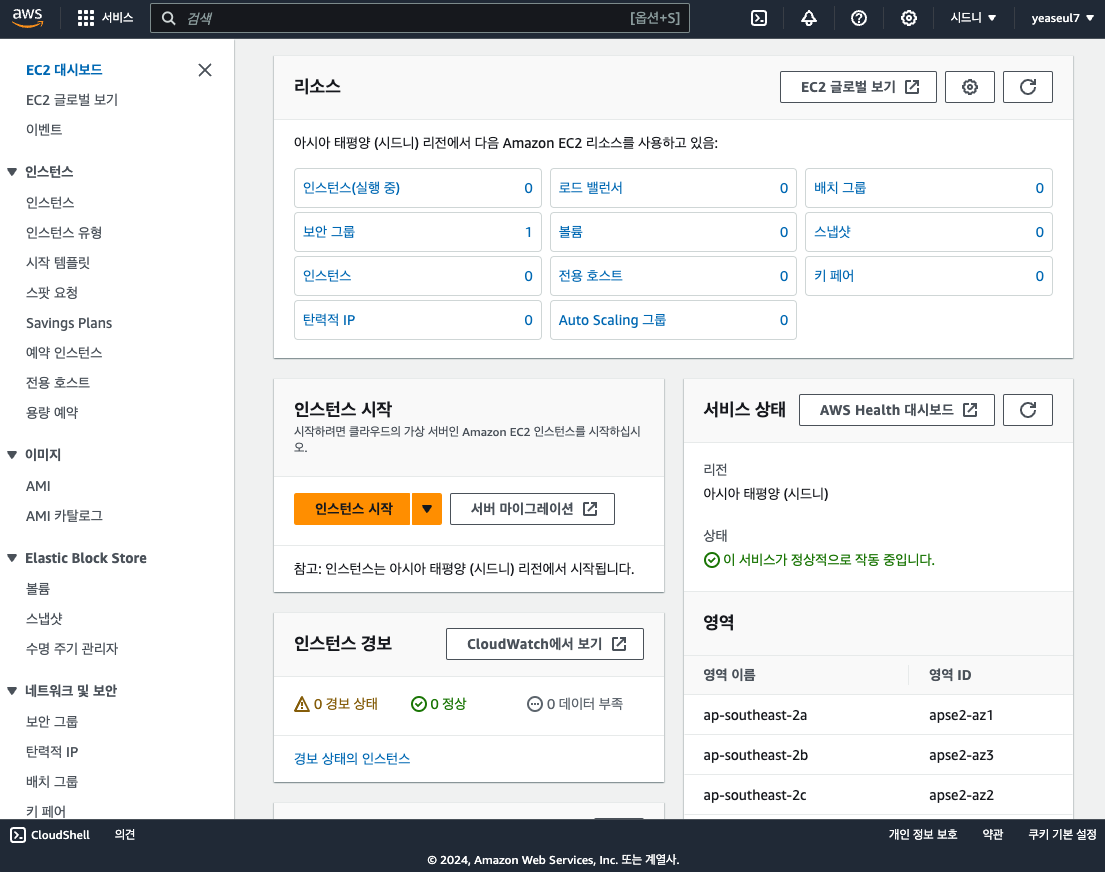 aws
서비스
검색
[옵션+S]
시드니
yeaseul7
EC2 대시보드
EC2 글로벌 보기
이벤트
인스턴스
인스턴스
인스턴스 유형
시작 템플릿
스팟 요청
Savings Plans
예약 인스턴스
전용 호스트
용량 예약
이미지
AMI
AMI 카탈로그
Elastic Block Store
볼륨
스냅샷
수명 주기 관리자
네트워크 및 보안
보안 그룹
탄력적 IP
배치 그룹
키 페어
리소스
EC2 글로벌 보기
아시아 태평양 (시드니) 리전에서 다음 Amazon EC2 리소스를 사용하고 있음:
인스턴스(실행 중) 0
로드 밸런서 0
배치 그룹 0
보안 그룹 1
볼륨 0
스냅샷 0
인스턴스 0
전용 호스트 0
키 페어 0
탄력적 IP 0
Auto Scaling 그룹 0
인스턴스 시작
시작하려면 클라우드의 가상 서버인 Amazon EC2 인스턴스를 시작하십시
오.
인스턴스 시작
서버 마이그레이션
참고: 인스턴스는 아시아 태평양 (시드니) 리전에서 시작됩니다.
인스턴스 경보
CloudWatch에서 보기
0 경보 상태
0 정상
0 데이터 부족
경보 상태의 인스턴스
서비스 상태
AWS Health 대시보드
리전
아시아 태평양 (시드니)
상태
이 서비스가 정상적으로 작동 중입니다.
영역
영역 이름 영역 ID
ap-southeast-2a apse2-az1
ap-southeast-2b apse2-az3
ap-southeast-2c apse2-az2
CloudShell
의견
개인 정보 보호
약관
쿠키 기본 설정
© 2024, Amazon Web Services, Inc. 또는 계열사.